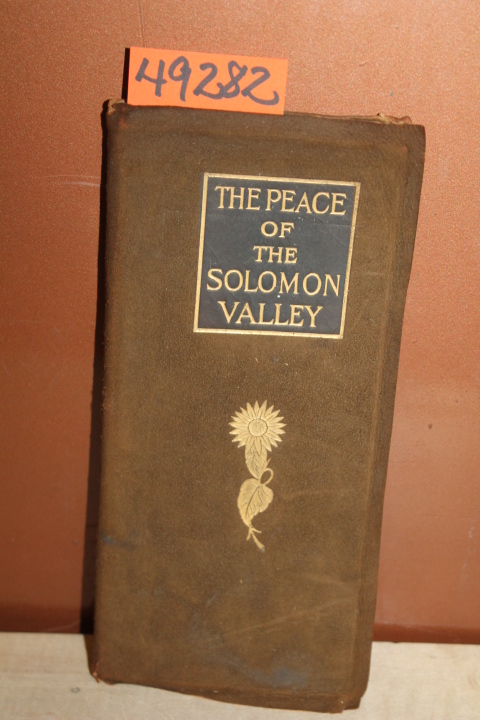 49282
THE PEACE
OF
THE
SOLOMON
VALLEY